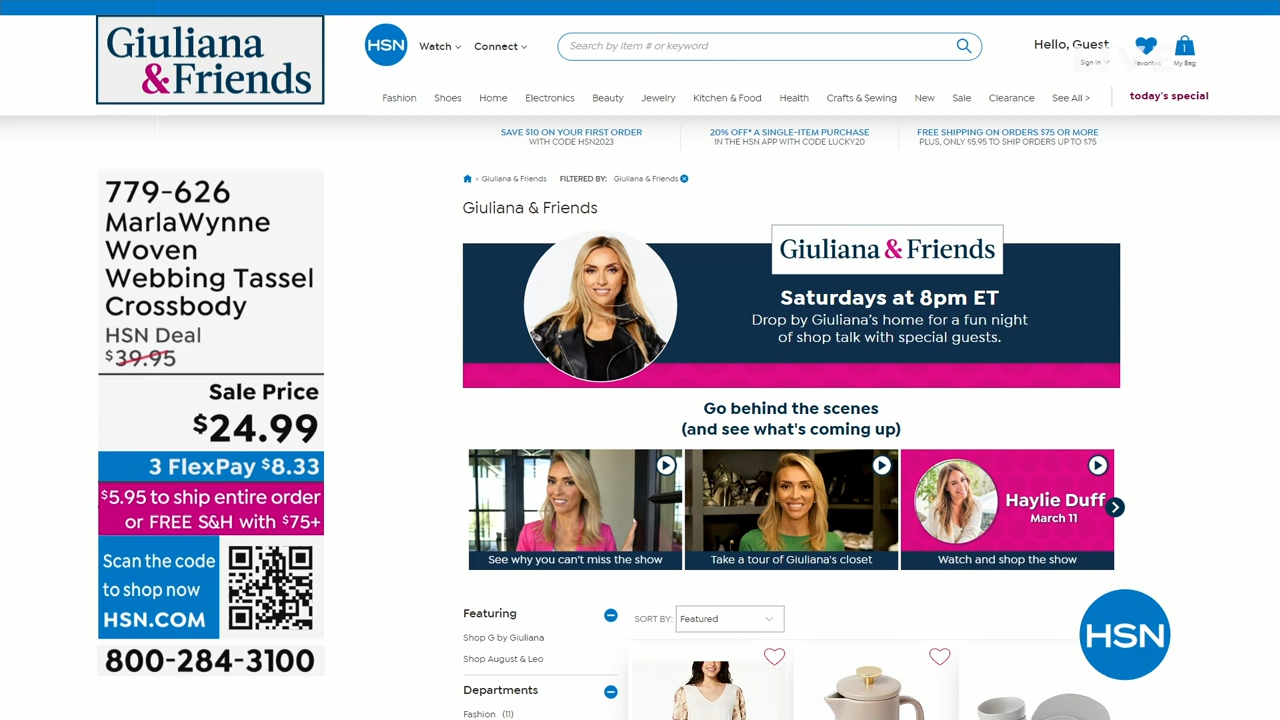 Giuliana
&Friends
HSN
Watch
Connect
Search by item # or keyword
Hello, Guest
Sign In
Favorites
1
My Bag
Fashion
Shoes
Home
Electronics
Beauty
Jewelry
Kitchen & Food
Health
Crafts & Sewing
New
Sale
Clearance
See All >
today's special
SAVE $10 ON YOUR FIRST ORDER
WITH CODE HSN2023
20% OFF* A SINGLE-ITEM PURCHASE
IN THE HSN APP WITH CODE LUCKY20
FREE SHIPPING ON ORDERS $75 OR MORE
PLUS, ONLY $5.95 TO SHIP ORDERS UP TO $75
779-626
MarlaWynne
Woven
Webbing Tassel
Crossbody
HSN Deal
$39.95
Sale Price
$24.99
3 FlexPay $8.33
$5.95 to ship entire order
or FREE S&H with $75+
Scan the code
to shop now
HSN.COM
800-284-3100
> Giuliana & Friends FILTERED BY: Giuliana & Friends
Giuliana & Friends
Giuliana & Friends
Saturdays at 8pm ET
Drop by Giuliana's home for a fun night
of shop talk with special guests.
Go behind the scenes
(and see what's coming up)
See why you can't miss the show
Take a tour of Giuliana's closet
Haylie Duff
March 11
Watch and shop the show
Featuring
Shop G by Giuliana
Shop August & Leo
Departments
Fashion (11)
SORT BY: Featured
HSN